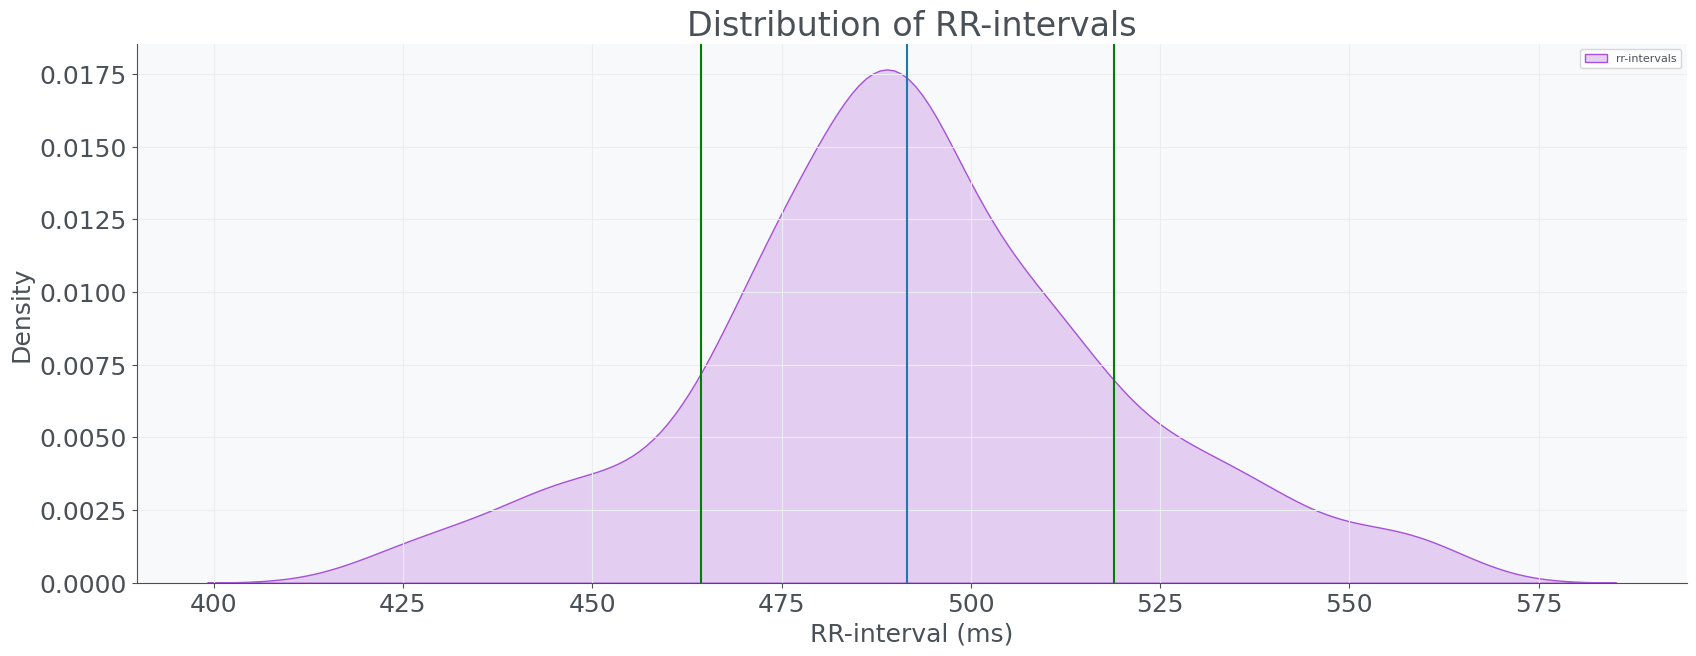 Distribution of RR-intervals
rr-intervals
0.0175
0.0150
0.0125
0.0100
0.0075
0.0050
0.0025
0.0000
Density
400 425 450 475 500 525 550 575
RR-interval (ms)